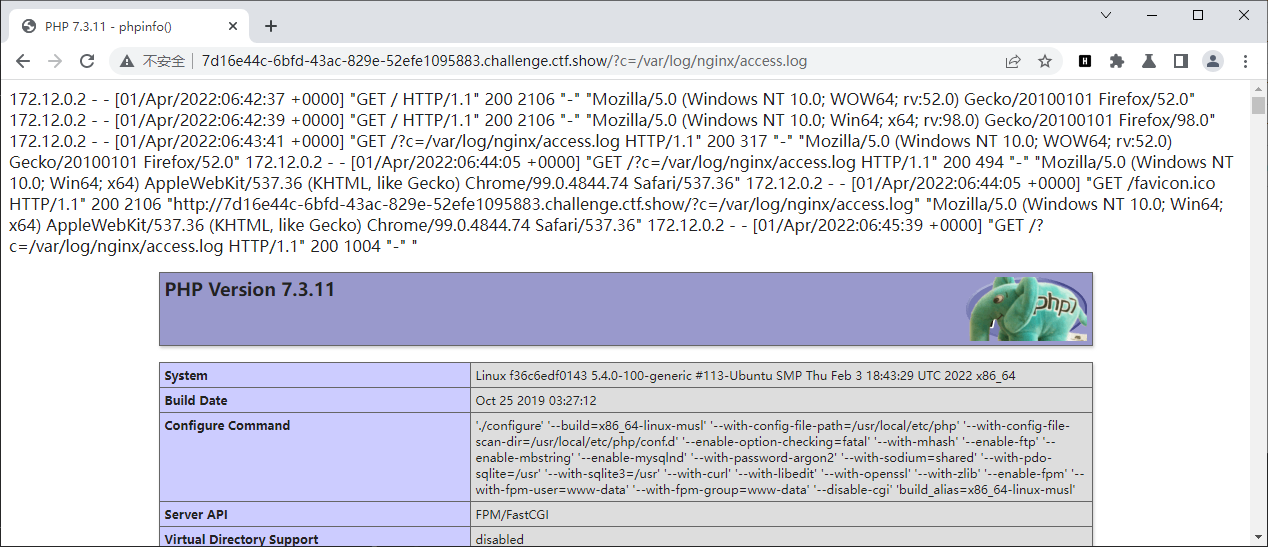 PHP 7.3.11 - phpinfo()
不安全 7d16e44c-6bfd-43ac-829e-52efe1095883.challenge.ctf.show/?c=/var/log/nginx/access.log
172.12.0.2 - - [01/Apr/2022:06:42:37 +0000] "GET / HTTP/1.1" 200 2106 "-" "Mozilla/5.0 (Windows NT 10.0; WOW64; rv:52.0) Gecko/20100101 Firefox/52.0"
172.12.0.2 - - [01/Apr/2022:06:42:39 +0000] "GET / HTTP/1.1" 200 2106 "-" "Mozilla/5.0 (Windows NT 10.0; Win64; x64; rv:98.0) Gecko/20100101 Firefox/98.0"
172.12.0.2 - - [01/Apr/2022:06:43:41 +0000] "GET /?c=/var/log/nginx/access.log HTTP/1.1" 200 317 "-" "Mozilla/5.0 (Windows NT 10.0; WOW64; rv:52.0)
Gecko/20100101 Firefox/52.0" 172.12.0.2 - - [01/Apr/2022:06:44:05 +0000] "GET /?c=/var/log/nginx/access.log HTTP/1.1" 200 494 "-" "Mozilla/5.0 (Windows NT
10.0; Win64; x64) AppleWebKit/537.36 (KHTML, like Gecko) Chrome/99.0.4844.74 Safari/537.36" 172.12.0.2 - - [01/Apr/2022:06:44:05 +0000] "GET /favicon.ico
HTTP/1.1" 200 2106 "http://7d16e44c-6bfd-43ac-829e-52efe1095883.challenge.ctf.show/?c=/var/log/nginx/access.log" "Mozilla/5.0 (Windows NT 10.0; Win64;
x64) AppleWebKit/537.36 (KHTML, like Gecko) Chrome/99.0.4844.74 Safari/537.36" 172.12.0.2 - - [01/Apr/2022:06:45:39 +0000] "GET /?
c=/var/log/nginx/access.log HTTP/1.1" 200 1004 "-" "
PHP Version 7.3.11
php7
System Linux f36c6edf0143 5.4.0-100-generic #113-Ubuntu SMP Thu Feb 3 18:43:29 UTC 2022 x86_64
Build Date Oct 25 2019 03:27:12
Configure Command './configure' '--build=x86_64-linux-musl' '--with-config-file-path=/usr/local/etc/php' '--with-config-file-
scan-dir=/usr/local/etc/php/conf.d' '--enable-option-checking=fatal' '--with-mhash' '--enable-ftp' '--
enable-mbstring' '--enable-mysqlnd' '--with-password-argon2' '--with-sodium=shared' '--with-pdo-
sqlite=/usr' '--with-sqlite3=/usr' '--with-curl' '--with-libedit' '--with-openssl' '--with-zlib' '--enable-fpm' '--
with-fpm-user=www-data' '--with-fpm-group=www-data' '--disable-cgi' 'build_alias=x86_64-linux-musl'
Server API FPM/FastCGI
Virtual Directory Support disabled